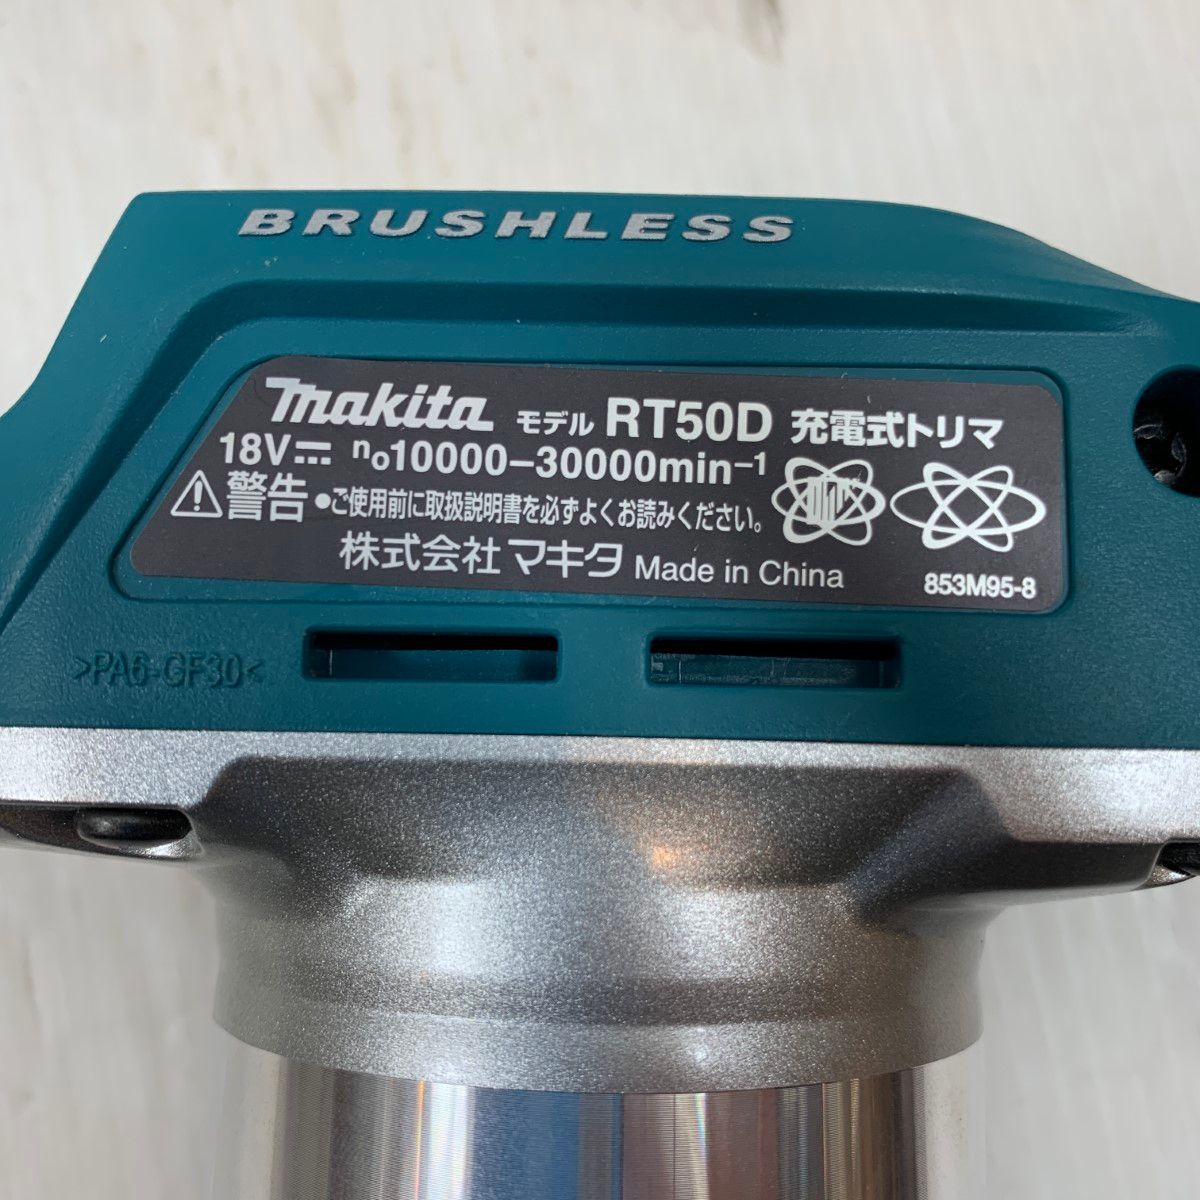 BRUSHLESS
makita モデル RT50D 充電式トリマ
18V⎓ n₀10000-30000min⁻¹
⚠警告 ●ご使用前に取扱説明書を必ずよくお読みください。
株式会社 マキタ Made in China
853M95-8
>PA6-GF30<